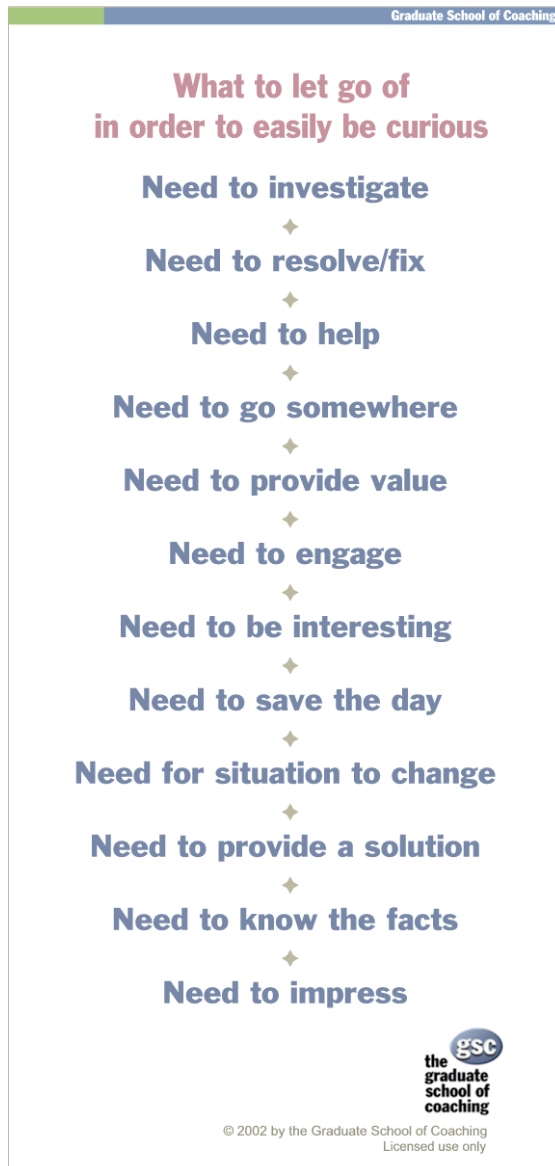 Graduate School of Coaching
What to let go of
in order to easily be curious
Need to investigate
Need to resolve/fix
Need to help
Need to go somewhere
Need to provide value
Need to engage
Need to be interesting
Need to save the day
Need for situation to change
Need to provide a solution
Need to know the facts
Need to impress
gsc
the
graduate
school of
coaching
© 2002 by the Graduate School of Coaching
Licensed use only